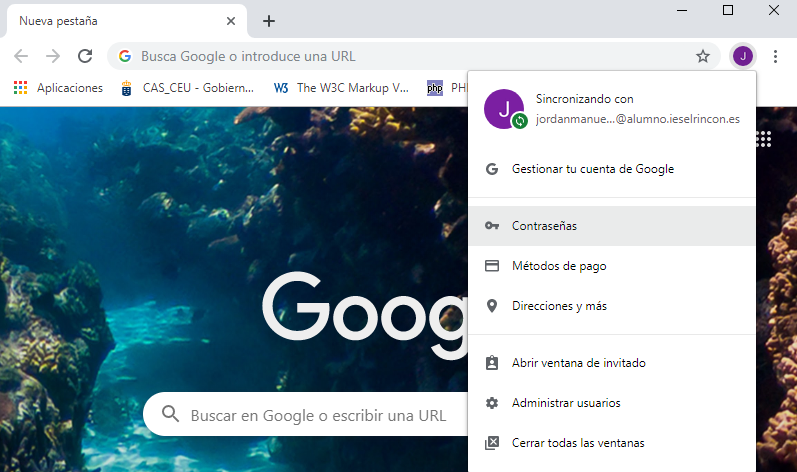 Nueva pestaña
Busca Google o introduce una URL
J
Aplicaciones
CAS_CEU - Gobiern...
W3
The W3C Markup V...
php
PH
J
Sincronizando con
jordanmanue...@alumno.ieselrincon.es
Gestionar tu cuenta de Google
Contraseñas
Métodos de pago
Direcciones y más
Abrir ventana de invitado
Administrar usuarios
Cerrar todas las ventanas
Goog
Buscar en Google o escribir una URL